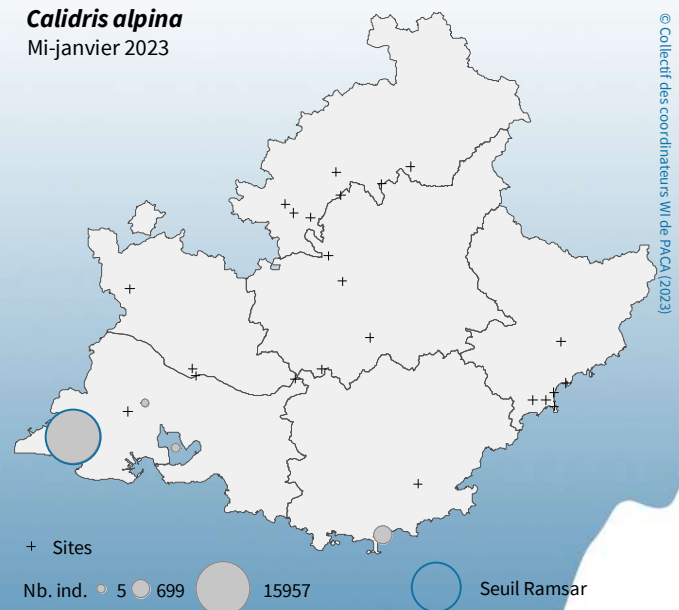 Calidris alpina
Mi-janvier 2023
© Collectif des coordinateurs WI de PACA (2023)
+ Sites
Nb. ind. 5 699 15957 Seuil Ramsar